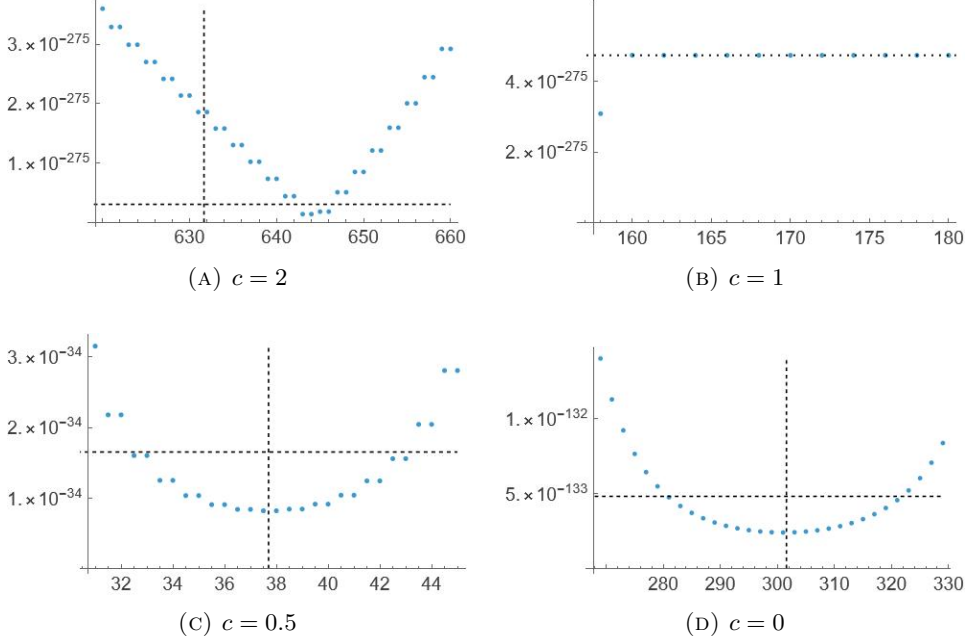 3.×10⁻²⁷⁵
2.×10⁻²⁷⁵
1.×10⁻²⁷⁵
630 640 650 660
(A) c = 2
4.×10⁻²⁷⁵
2.×10⁻²⁷⁵
160 165 170 175 180
(B) c = 1
3.×10⁻³⁴
2.×10⁻³⁴
1.×10⁻³⁴
32 34 36 38 40 42 44
(C) c = 0.5
1.×10⁻¹³²
5.×10⁻¹³³
280 290 300 310 320 330
(D) c = 0